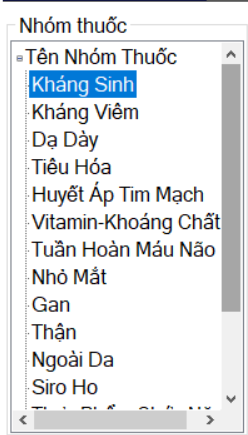 Nhóm thuốc
Tên Nhóm Thuốc
Kháng Sinh
Kháng Viêm
Dạ Dày
Tiêu Hóa
Huyết Áp Tim Mạch
Vitamin-Khoáng Chất
Tuần Hoàn Máu Não
Nhỏ Mắt
Gan
Thận
Ngoài Da
Siro Ho